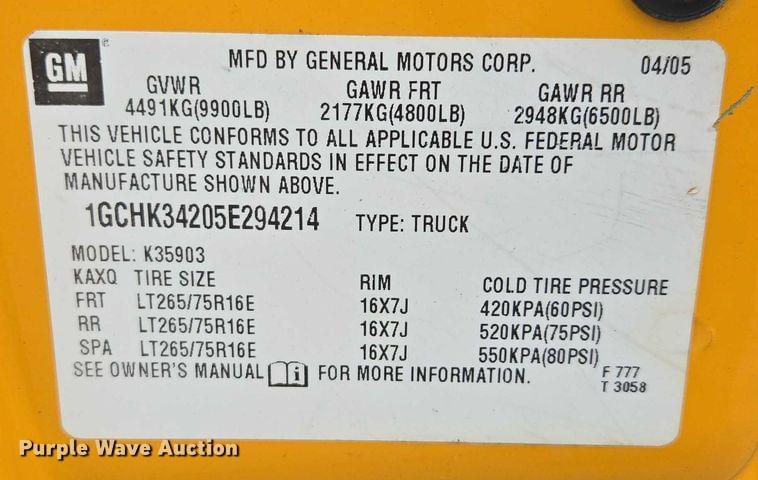 GM MFD BY GENERAL MOTORS CORP. 04/05
GVWR GAWR FRT GAWR RR
4491KG(9900LB) 2177KG(4800LB) 2948KG(6500LB)
THIS VEHICLE CONFORMS TO ALL APPLICABLE U.S. FEDERAL MOTOR
VEHICLE SAFETY STANDARDS IN EFFECT ON THE DATE OF
MANUFACTURE SHOWN ABOVE.
1GCHK34205E294214 TYPE: TRUCK
MODEL: K35903
KAXQ TIRE SIZE RIM COLD TIRE PRESSURE
FRT LT265/75R16E 16X7J 420KPA(60PSI)
RR LT265/75R16E 16X7J 520KPA(75PSI)
SPA LT265/75R16E 16X7J 550KPA(80PSI)
SEE OWNER'S MANUAL i FOR MORE INFORMATION. F 777
T 3058
Purple Wave Auction